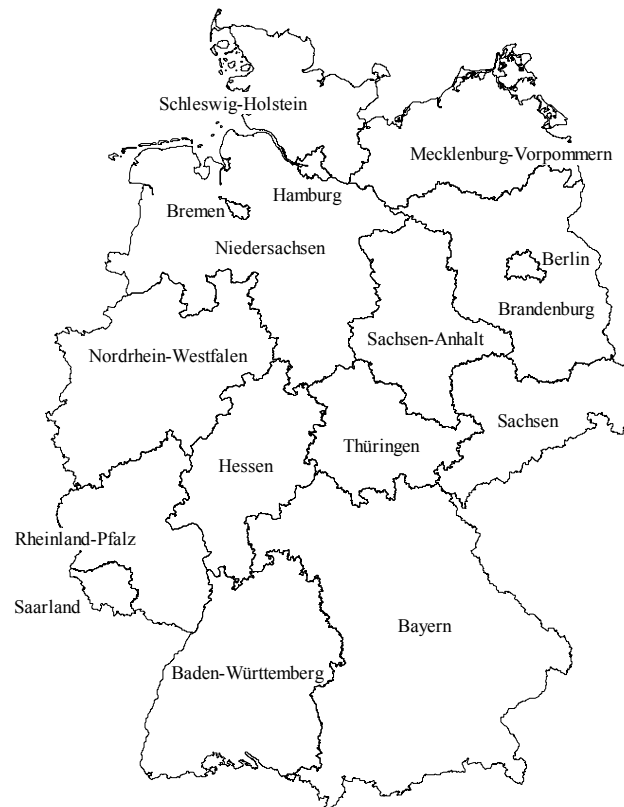 Schleswig-Holstein
Mecklenburg-Vorpommern
Hamburg
Bremen
Niedersachsen
Berlin
Brandenburg
Sachsen-Anhalt
Nordrhein-Westfalen
Sachsen
Thüringen
Hessen
Rheinland-Pfalz
Saarland
Bayern
Baden-Württemberg